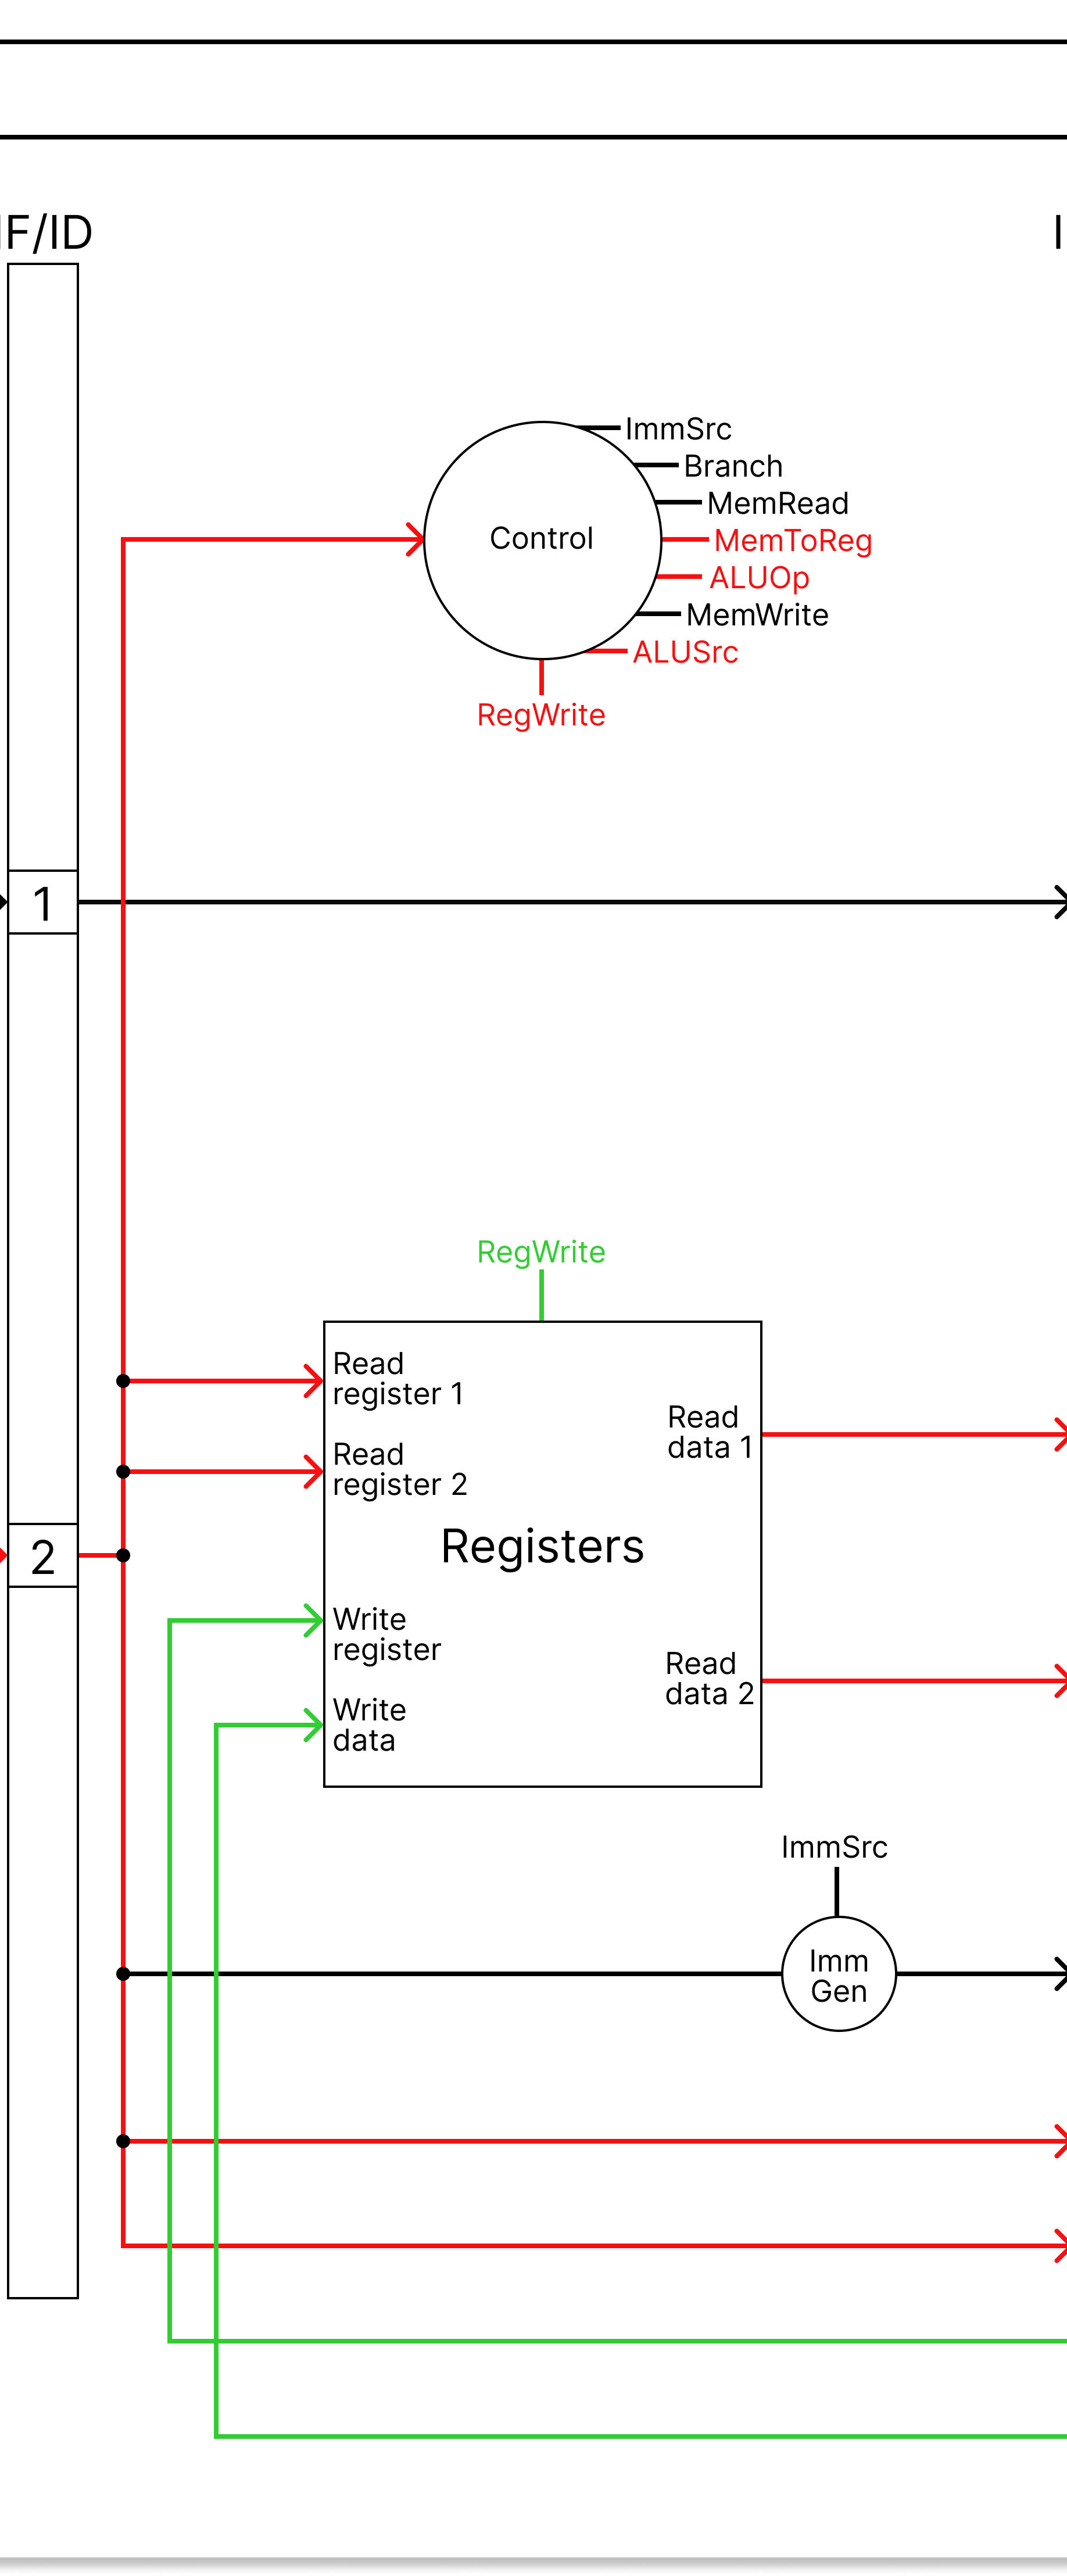 IF/ID
I
ImmSrc
Branch
MemRead
Control
MemToReg
ALUOp
MemWrite
ALUSrc
RegWrite
1
RegWrite
Read
register 1
Read
data 1
Read
register 2
Registers
2
Write
register
Read
data 2
Write
data
ImmSrc
Imm
Gen